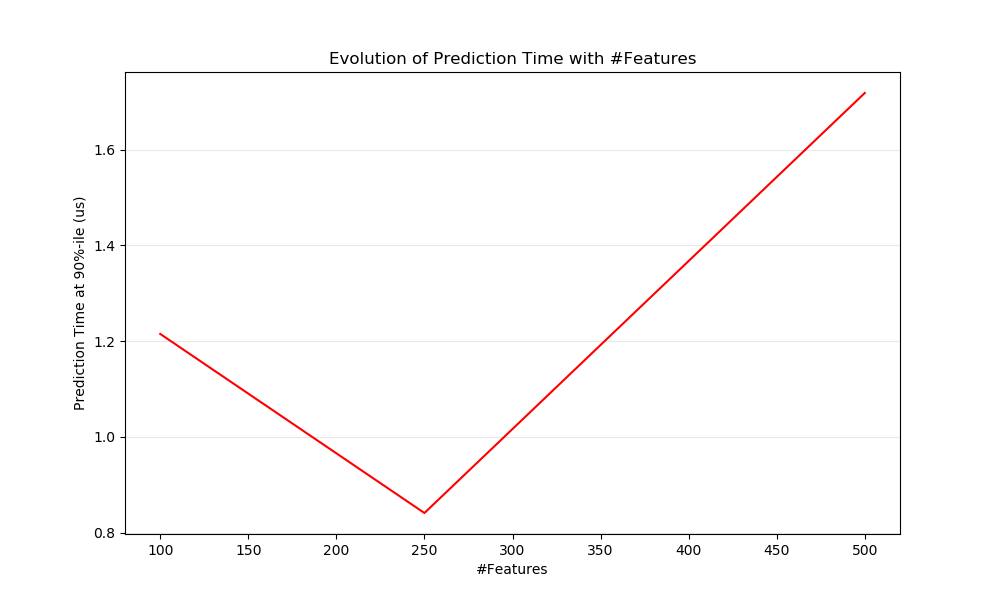 Evolution of Prediction Time with #Features
Prediction Time at 90%-ile (us)
1.6
1.4
1.2
1.0
0.8
100 150 200 250 300 350 400 450 500
#Features